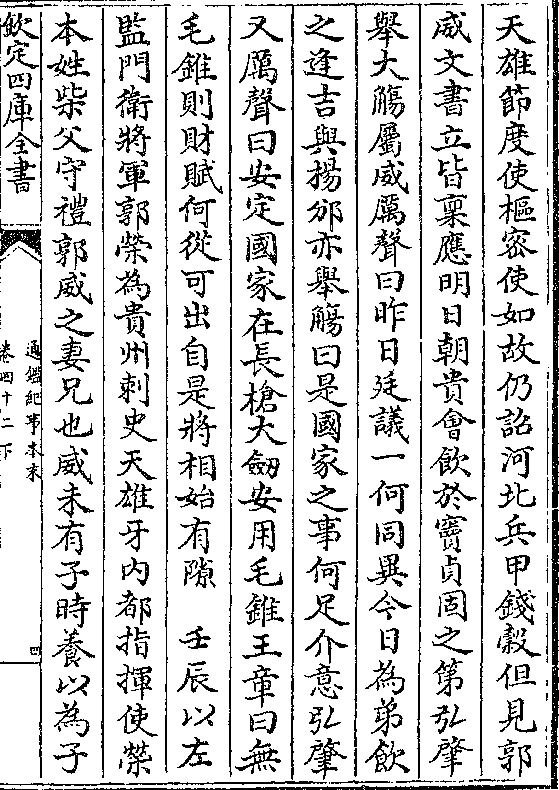 天雄節度使樞密使如故仍詔河北兵甲錢穀但見郭
威文書立皆稟應明日朝貴會飲於竇貞固之第弘肇
舉大觴屬威厲聲曰昨日廷議一何同異今日為弟飲
之逢吉與楊邠亦舉觴曰是國家之事何足介意弘肇
又厲聲曰安定國家在長槍大劔安用毛錐王章曰無
毛錐則財賦何從可出自是將相始有隙　壬辰以左
監門衛將軍郭榮為貴州刺史天雄牙內都指揮使榮
本姓柴父守禮郭威之妻兄也威未有子時養以為子
欽定四庫全書
通鑑紀事本末
卷四十二下
四